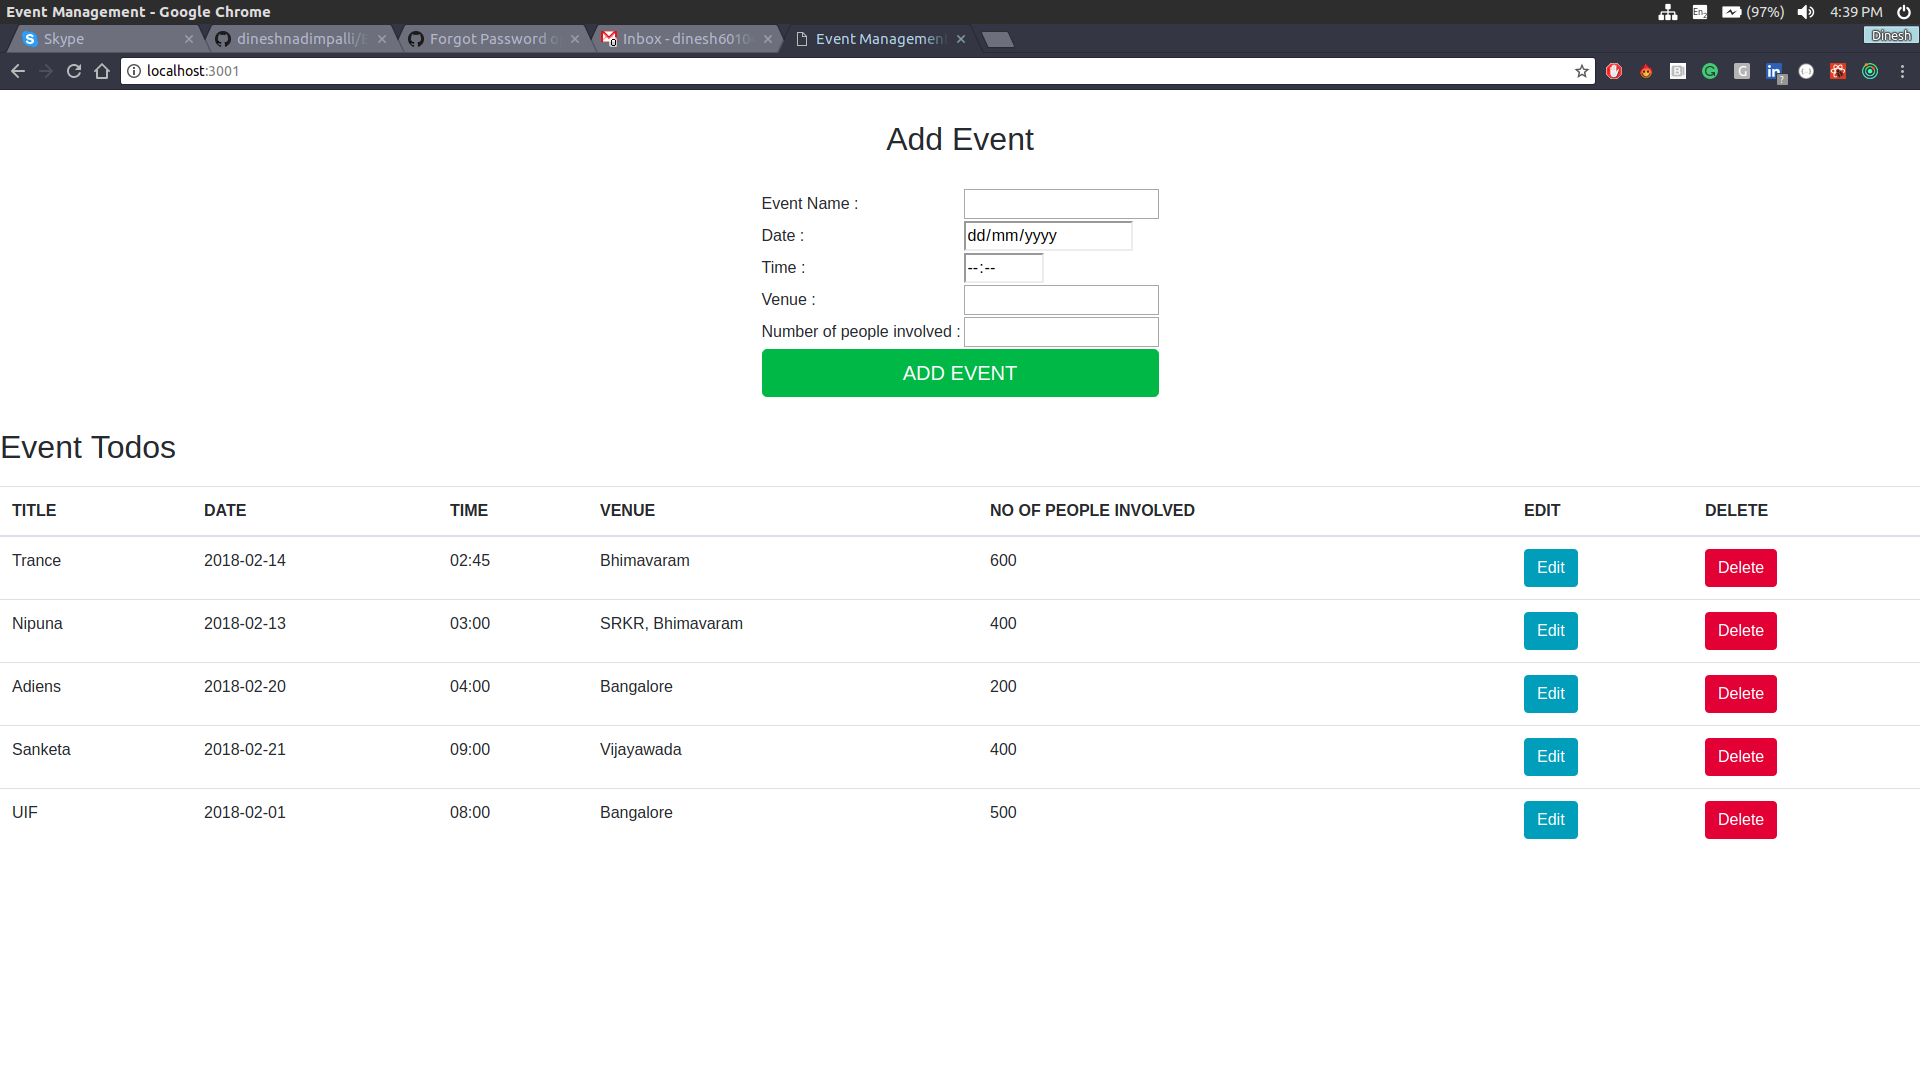 Event Management - Google Chrome
En2 (97%) 4:39 PM
Skype dineshnadimpalli/ Forgot Password Inbox - dinesh6010 Event Management Dinesh
localhost:3001
Add Event
Event Name :
Date : dd/mm/yyyy
Time : --:--
Venue :
Number of people involved :
ADD EVENT
Event Todos
TITLE DATE TIME VENUE NO OF PEOPLE INVOLVED EDIT DELETE
Trance 2018-02-14 02:45 Bhimavaram 600 Edit Delete
Nipuna 2018-02-13 03:00 SRKR, Bhimavaram 400 Edit Delete
Adiens 2018-02-20 04:00 Bangalore 200 Edit Delete
Sanketa 2018-02-21 09:00 Vijayawada 400 Edit Delete
UIF 2018-02-01 08:00 Bangalore 500 Edit Delete